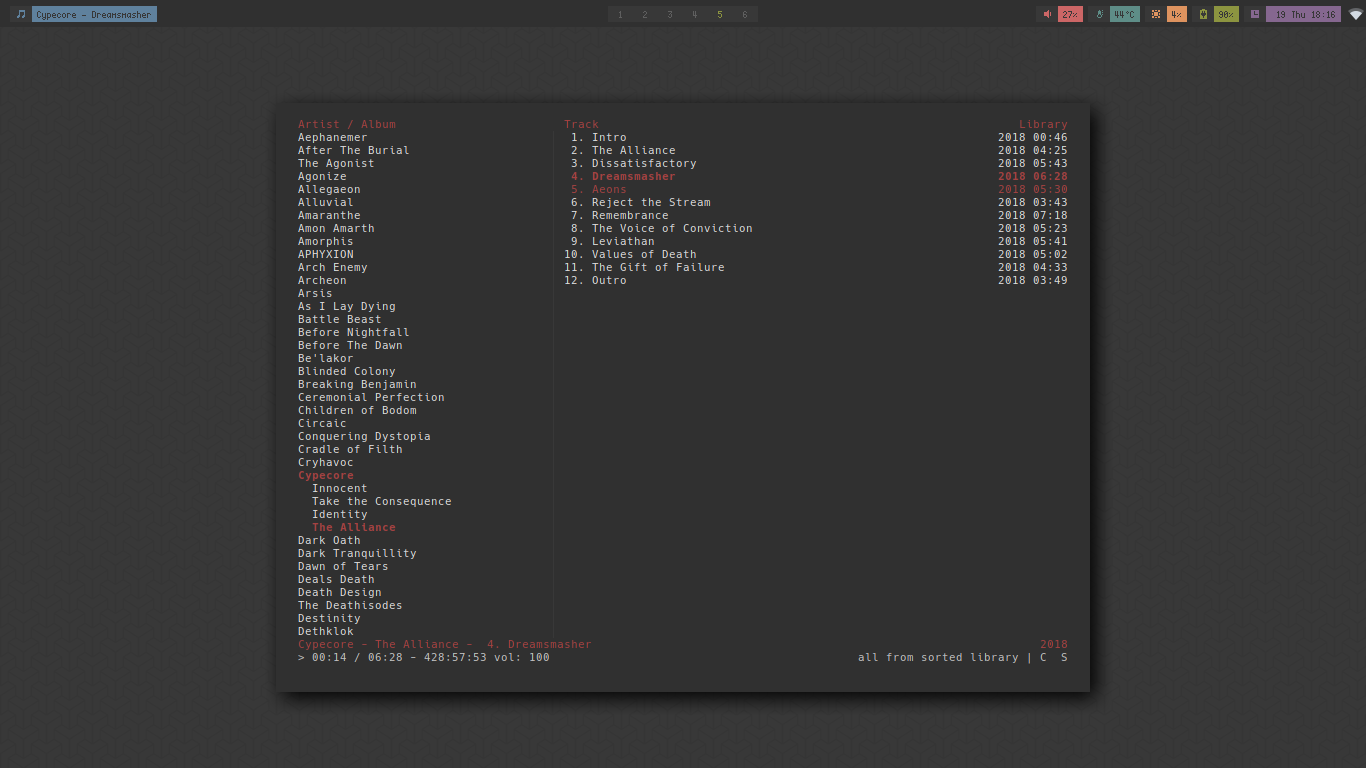 Cypecore - Dreamsmasher 1 2 3 4 5 6 27% 44°C 4% 90% 19 Thu 18:16
Artist / Album
Aephanemer
After The Burial
The Agonist
Agonize
Allegaeon
Alluvial
Amaranthe
Amon Amarth
Amorphis
APHYXION
Arch Enemy
Archeon
Arsis
As I Lay Dying
Battle Beast
Before Nightfall
Before The Dawn
Be'lakor
Blinded Colony
Breaking Benjamin
Ceremonial Perfection
Children of Bodom
Circaic
Conquering Dystopia
Cradle of Filth
Cryhavoc
Cypecore
Innocent
Take the Consequence
Identity
The Alliance
Dark Oath
Dark Tranquillity
Dawn of Tears
Deals Death
Death Design
The Deathisodes
Destinity
Dethklok
Track Library
1. Intro 2018 00:46
2. The Alliance 2018 04:25
3. Dissatisfactory 2018 05:43
4. Dreamsmasher 2018 06:28
5. Aeons 2018 05:30
6. Reject the Stream 2018 03:43
7. Remembrance 2018 07:18
8. The Voice of Conviction 2018 05:23
9. Leviathan 2018 05:41
10. Values of Death 2018 05:02
11. The Gift of Failure 2018 04:33
12. Outro 2018 03:49
Cypecore - The Alliance - 4. Dreamsmasher 2018
> 00:14 / 06:28 - 428:57:53 vol: 100 all from sorted library | C S